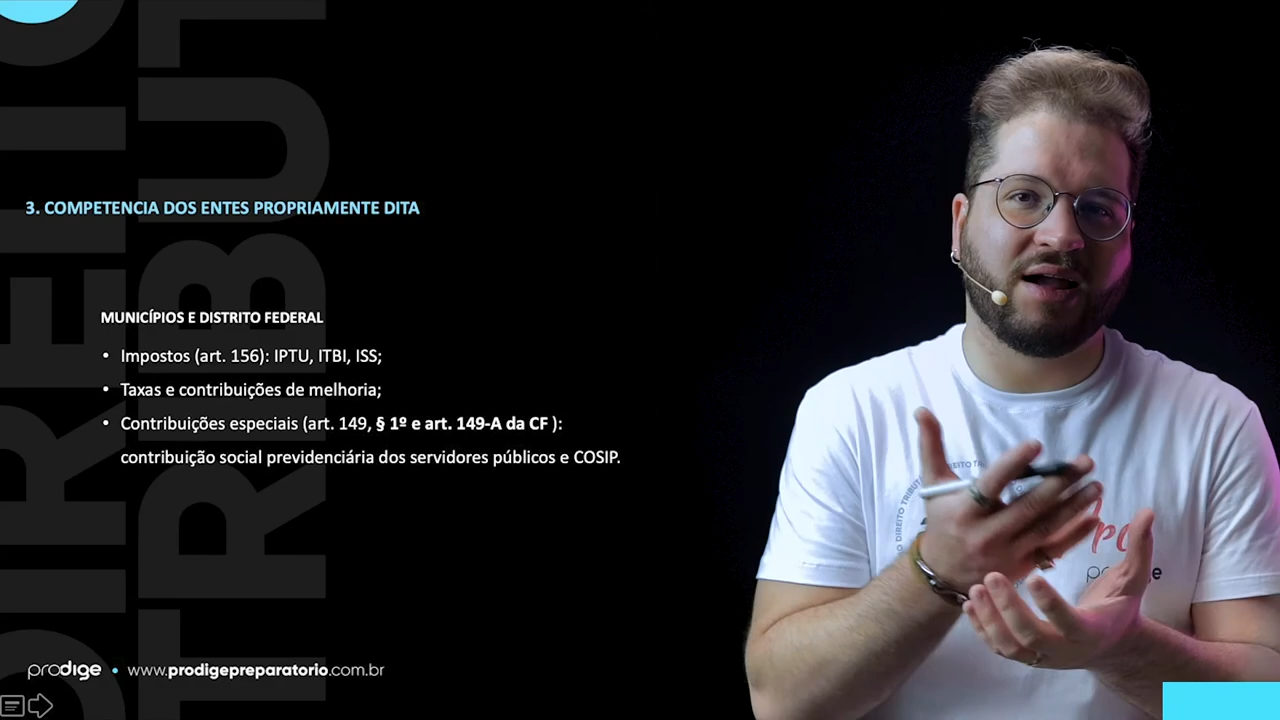 3. COMPETENCIA DOS ENTES PROPRIAMENTE DITA
MUNICÍPIOS E DISTRITO FEDERAL
• Impostos (art. 156): IPTU, ITBI, ISS;
• Taxas e contribuições de melhoria;
• Contribuições especiais (art. 149, § 1º e art. 149-A da CF ):
contribuição social previdenciária dos servidores públicos e COSIP.
prodige • www.prodigepreparatorio.com.br